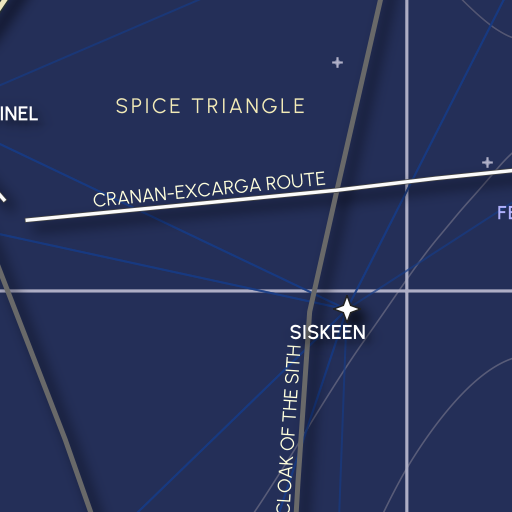 SPICE TRIANGLE
INEL
CRANAN-EXCARGA ROUTE
FE
SISKEEN
CLOAK OF THE SITH